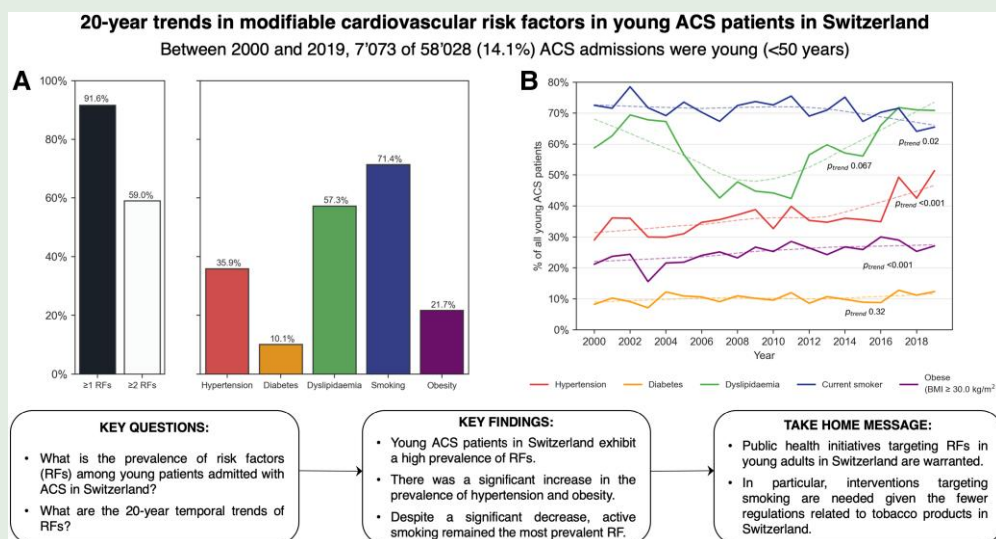 20-year trends in modifiable cardiovascular risk factors in young ACS patients in Switzerland
Between 2000 and 2019, 7'073 of 58'028 (14.1%) ACS admissions were young (<50 years)
A
100%
80%
60%
40%
20%
0%
91.6%
59.0%
≥1 RFs
≥2 RFs
35.9%
10.1%
57.3%
71.4%
21.7%
Hypertension
Diabetes
Dyslipidaemia
Smoking
Obesity
B
% of all young ACS patients
80%
70%
60%
50%
40%
30%
20%
10%
0%
ptrend 0.02
ptrend 0.067
ptrend <0.001
ptrend <0.001
ptrend 0.32
2000
2002
2004
2006
2008
2010
2012
2014
2016
2018
Year
Hypertension
Diabetes
Dyslipidaemia
Current smoker
Obese
(BMI ≥ 30.0 kg/m²
KEY QUESTIONS:
• What is the prevalence of risk factors
(RFs) among young patients admitted with
ACS in Switzerland?
• What are the 20-year temporal trends of
RFs?
KEY FINDINGS:
• Young ACS patients in Switzerland exhibit
a high prevalence of RFs.
• There was a significant increase in the
prevalence of hypertension and obesity.
• Despite a significant decrease, active
smoking remained the most prevalent RF.
TAKE HOME MESSAGE:
• Public health initiatives targeting RFs in
young adults in Switzerland are warranted.
• In particular, interventions targeting
smoking are needed given the fewer
regulations related to tobacco products in
Switzerland.